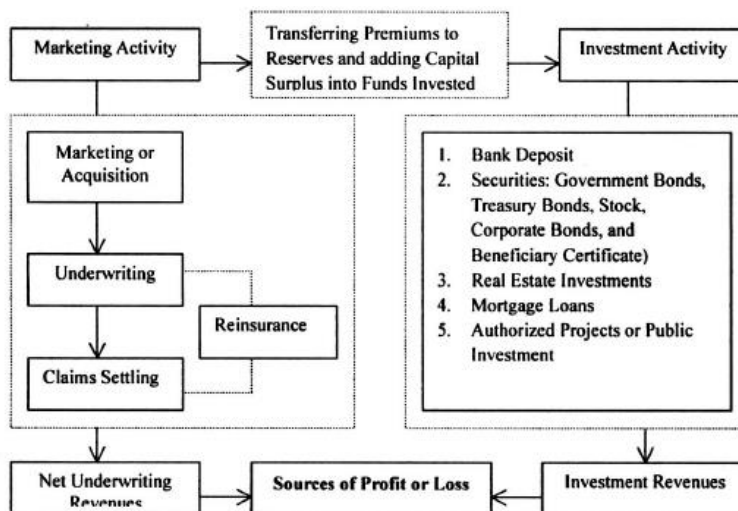 Marketing Activity
Transferring Premiums to
Reserves and adding Capital
Surplus into Funds Invested
Investment Activity
Marketing or
Acquisition
Underwriting
Reinsurance
Claims Settling
1. Bank Deposit
2. Securities: Government Bonds,
Treasury Bonds, Stock,
Corporate Bonds, and
Beneficiary Certificate)
3. Real Estate Investments
4. Mortgage Loans
5. Authorized Projects or Public
Investment
Net Underwriting
Revenues
Sources of Profit or Loss
Investment Revenues